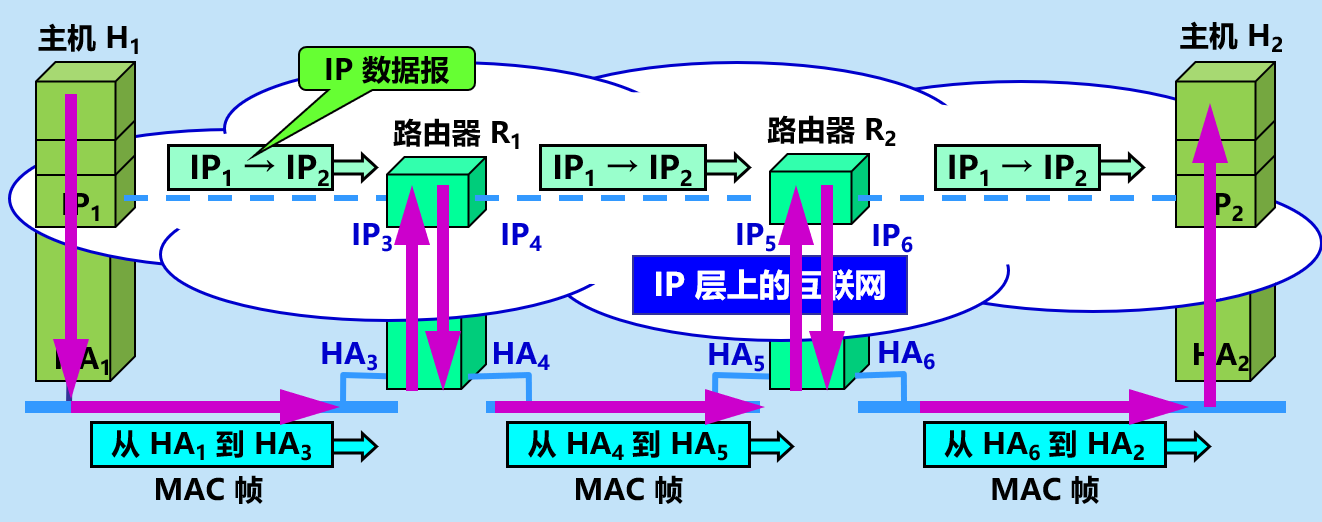 主机 H₁
主机 H₂
IP 数据报
路由器 R₁
路由器 R₂
IP₁ → IP₂
IP₁ → IP₂
IP₁ → IP₂
IP₁
IP₂
IP₃
IP₄
IP₅
IP₆
IP 层上的互联网
HA₁
HA₃
HA₄
HA₅
HA₆
HA₂
从 HA₁ 到 HA₃
从 HA₄ 到 HA₅
从 HA₆ 到 HA₂
MAC 帧
MAC 帧
MAC 帧